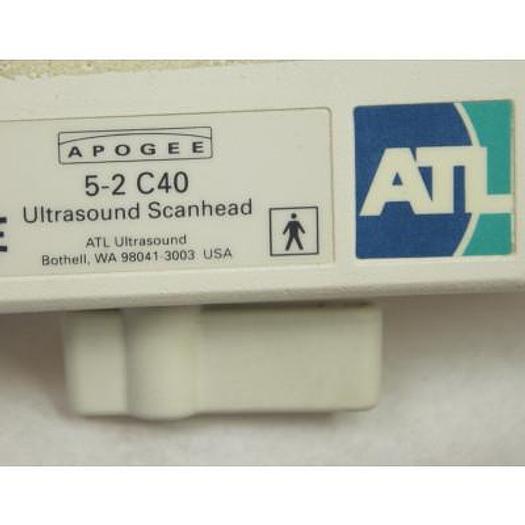 APOGEE
5-2 C40
Ultrasound Scanhead
ATL Ultrasound
Bothell, WA 98041-3003 USA
E
ATL